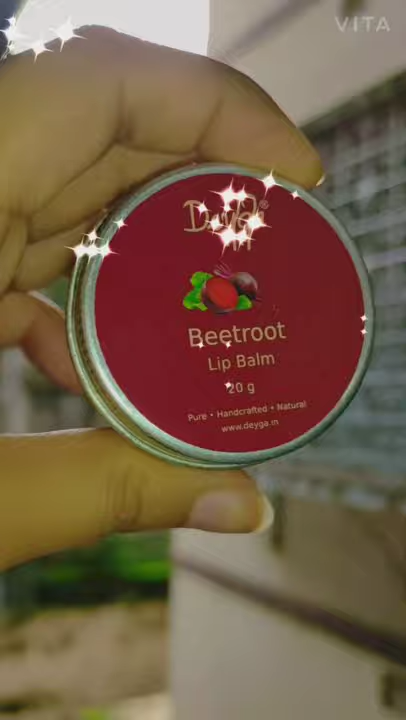 VITA
Deyga®
Beetroot
Lip Balm
20 g
Pure • Handcrafted • Natural
www.deyga.in